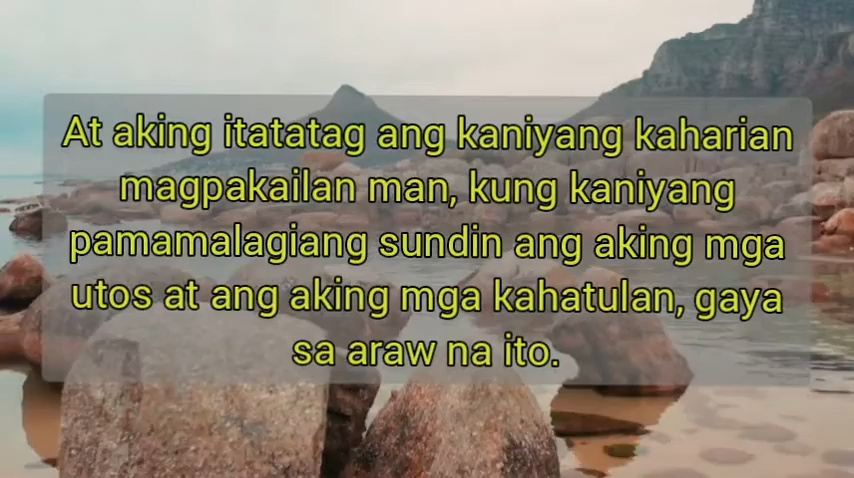 At aking itatatag ang kaniyang kaharian
magpakailan man, kung kaniyang
pamamalagiang sundin ang aking mga
utos at ang aking mga kahatulan, gaya
sa araw na ito.